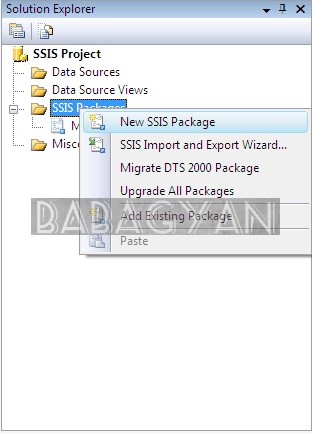 Solution Explorer
SSIS Project
Data Sources
Data Source Views
SSIS Packages
New SSIS Package
M
SSIS Import and Export Wizard...
Misc
Migrate DTS 2000 Package
Upgrade All Packages
Add Existing Package
BABAGYAN
Paste